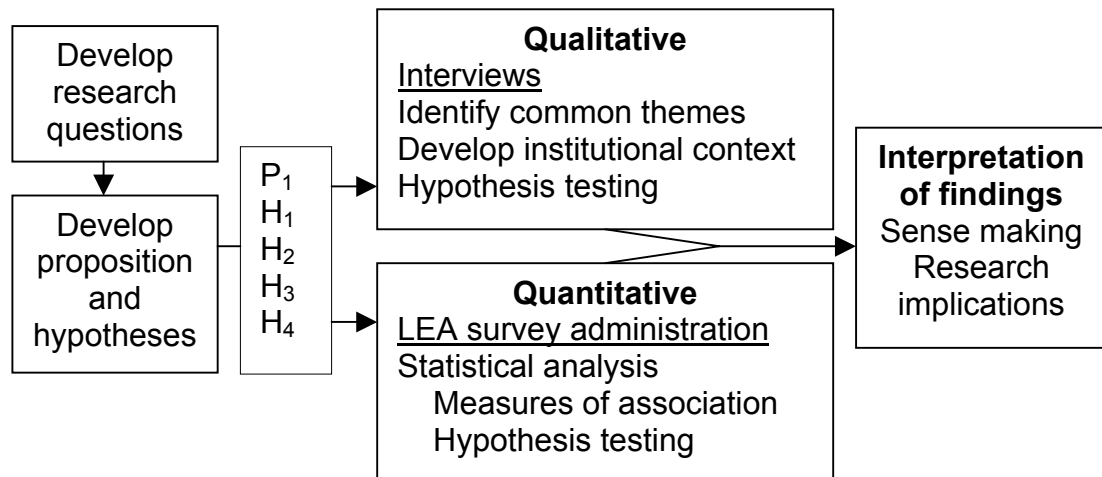 Develop
research
questions
Develop
proposition
and
hypotheses
P₁
H₁
H₂
H₃
H₄
Qualitative
Interviews
Identify common themes
Develop institutional context
Hypothesis testing
Quantitative
LEA survey administration
Statistical analysis
Measures of association
Hypothesis testing
Interpretation
of findings
Sense making
Research
implications